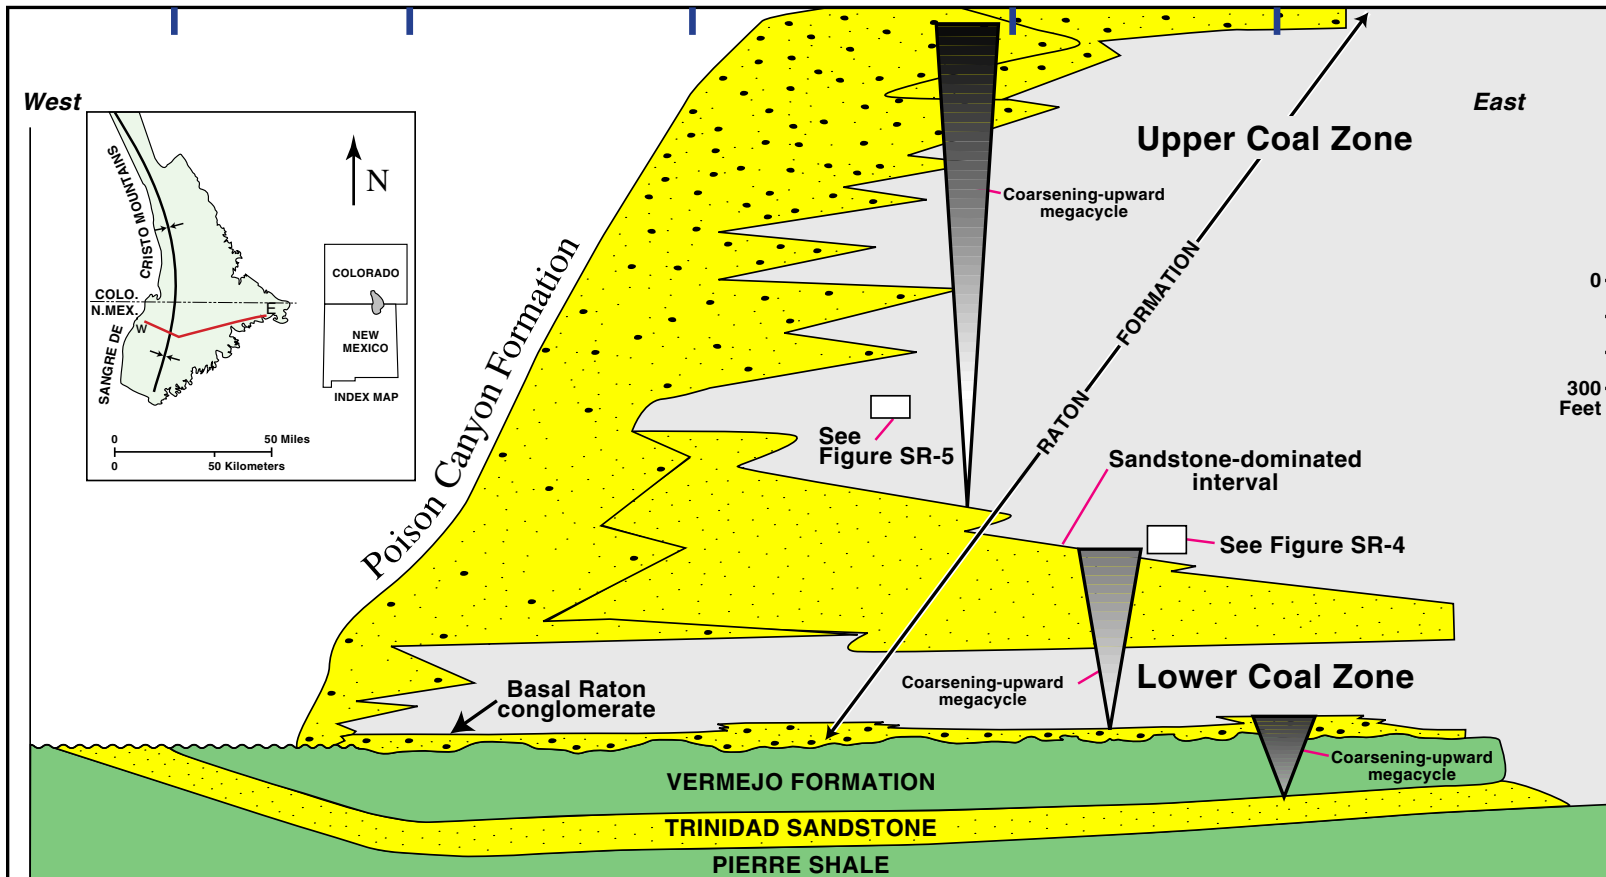 West
East
SANGRE DE
CRISTO MOUNTAINS
N
COLO.
N.MEX.
W
E
COLORADO
NEW
MEXICO
INDEX MAP
0
50 Miles
0
50 Kilometers
Poison Canyon Formation
Upper Coal Zone
Coarsening-upward
megacycle
RATON
FORMATION
0
300
Feet
See
Figure SR-5
Sandstone-dominated
interval
See Figure SR-4
Coarsening-upward
megacycle
Lower Coal Zone
Basal Raton
conglomerate
Coarsening-upward
megacycle
VERMEJO FORMATION
TRINIDAD SANDSTONE
PIERRE SHALE